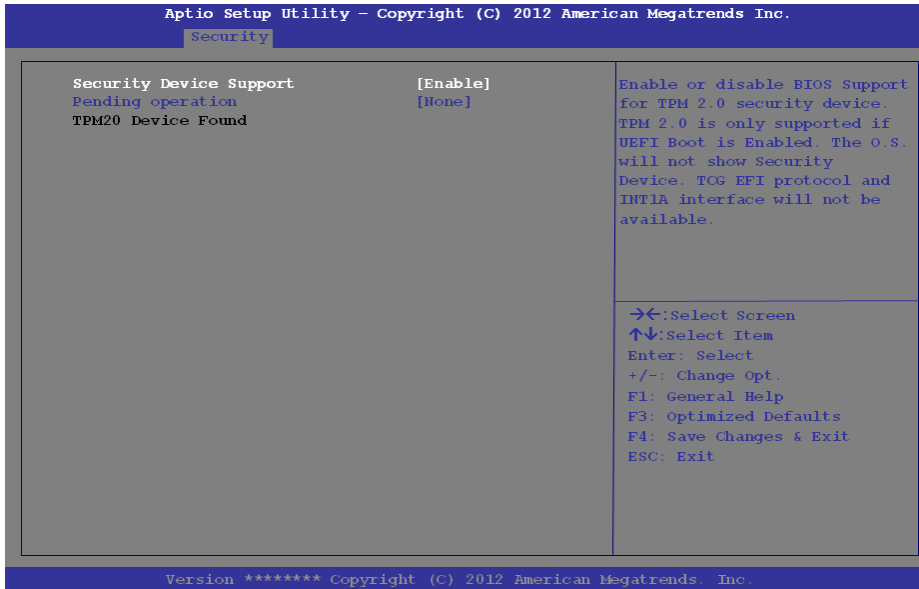 Aptio Setup Utility – Copyright (C) 2012 American Megatrends Inc.
Security
Security Device Support [Enable]
Pending operation [None]
TPM20 Device Found
Enable or disable BIOS Support
for TPM 2.0 security device.
TPM 2.0 is only supported if
UEFI Boot is Enabled. The O.S.
will not show Security
Device. TCG EFI protocol and
INT1A interface will not be
available.
→←:Select Screen
↑↓:Select Item
Enter: Select
+/-: Change Opt.
F1: General Help
F3: Optimized Defaults
F4: Save Changes & Exit
ESC: Exit
Version ******** Copyright (C) 2012 American Megatrends. Inc.